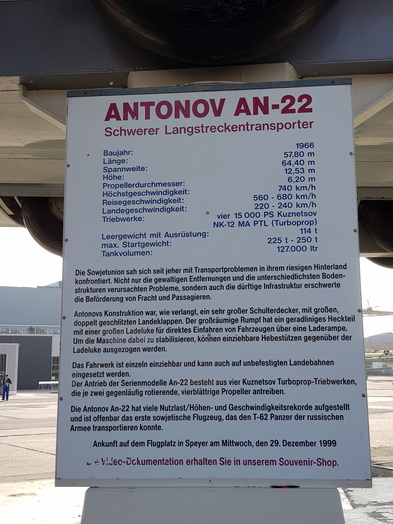 ANTONOV AN-22
Schwerer Langstreckentransporter
Baujahr: 1966
Länge: 57,80 m
Spannweite: 64,40 m
Höhe: 12,53 m
Propellerdurchmesser: 6,20 m
Höchstgeschwindigkeit: 740 km/h
Reisegeschwindigkeit: 560 - 680 km/h
Landegeschwindigkeit: 220 - 240 km/h
Triebwerke: vier 15 000 PS Kuznetsov
NK-12 MA PTL (Turboprop)
Leergewicht mit Ausrüstung: 114 t
max. Startgewicht: 225 t - 250 t
Tankvolumen: 127.000 ltr
Die Sowjetunion sah sich seit jeher mit Transportproblemen in ihrem riesigen Hinterland
konfrontiert. Nicht nur die gewaltigen Entfernungen und die unterschiedlichsten Boden-
strukturen verursachten Probleme, sondern auch die dürftige Infrastruktur erschwerte
die Beförderung von Fracht und Passagieren.
Antonovs Konstruktion war, wie verlangt, ein sehr großer Schulterdecker, mit großen,
doppelt geschlitzten Landeklappen. Der großräumige Rumpf hat ein geradliniges Heckteil
mit einer großen Ladeluke für direktes Einfahren von Fahrzeugen über eine Laderampe.
Um die Maschine dabei zu stabilisieren, können einziehbare Hebestützen gegenüber der
Ladeluke ausgezogen werden.
Das Fahrwerk ist einzeln einziehbar und kann auch auf unbefestigten Landebahnen
eingesetzt werden.
Der Antrieb der Serienmodelle An-22 besteht aus vier Kuznetsov Turboprop-Triebwerken,
die je zwei gegenläufig rotierende, vierblättrige Propeller antreiben.
Die Antonov An-22 hat viele Nutzlast/Höhen- und Geschwindigkeitsrekorde aufgestellt
und ist offenbar das erste sowjetische Flugzeug, das den T-62 Panzer der russischen
Armee transportieren konnte.
Ankunft auf dem Flugplatz in Speyer am Mittwoch, den 29. Dezember 1999
Video-Dokumentation erhalten Sie in unserem Souvenir-Shop.